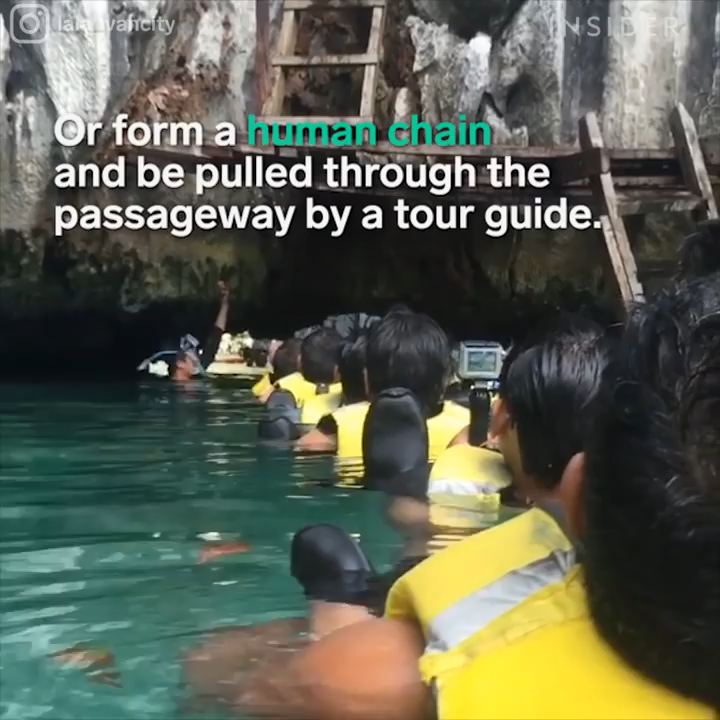 INSIDER
Or form a human chain
and be pulled through the
passageway by a tour guide.